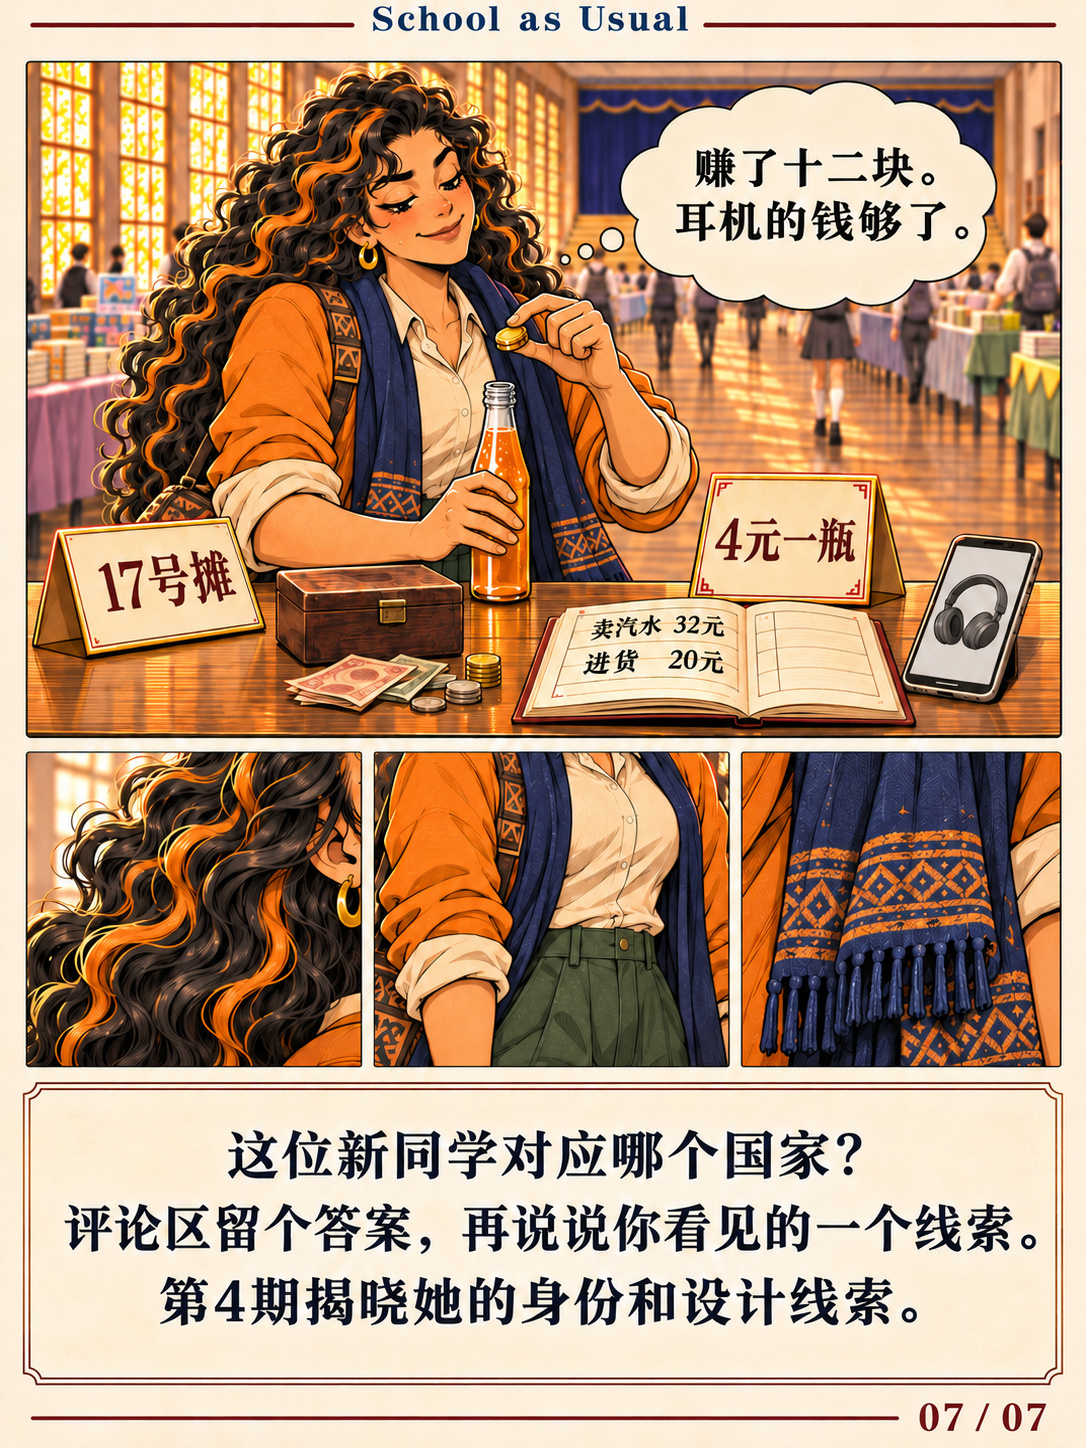 School as Usual
赚了十二块。
耳机的钱够了。
17号摊
4元一瓶
卖汽水 32元
进货 20元
这位新同学对应哪个国家？
评论区留个答案，再说说你看见的一个线索。
第4期揭晓她的身份和设计线索。
07 / 07